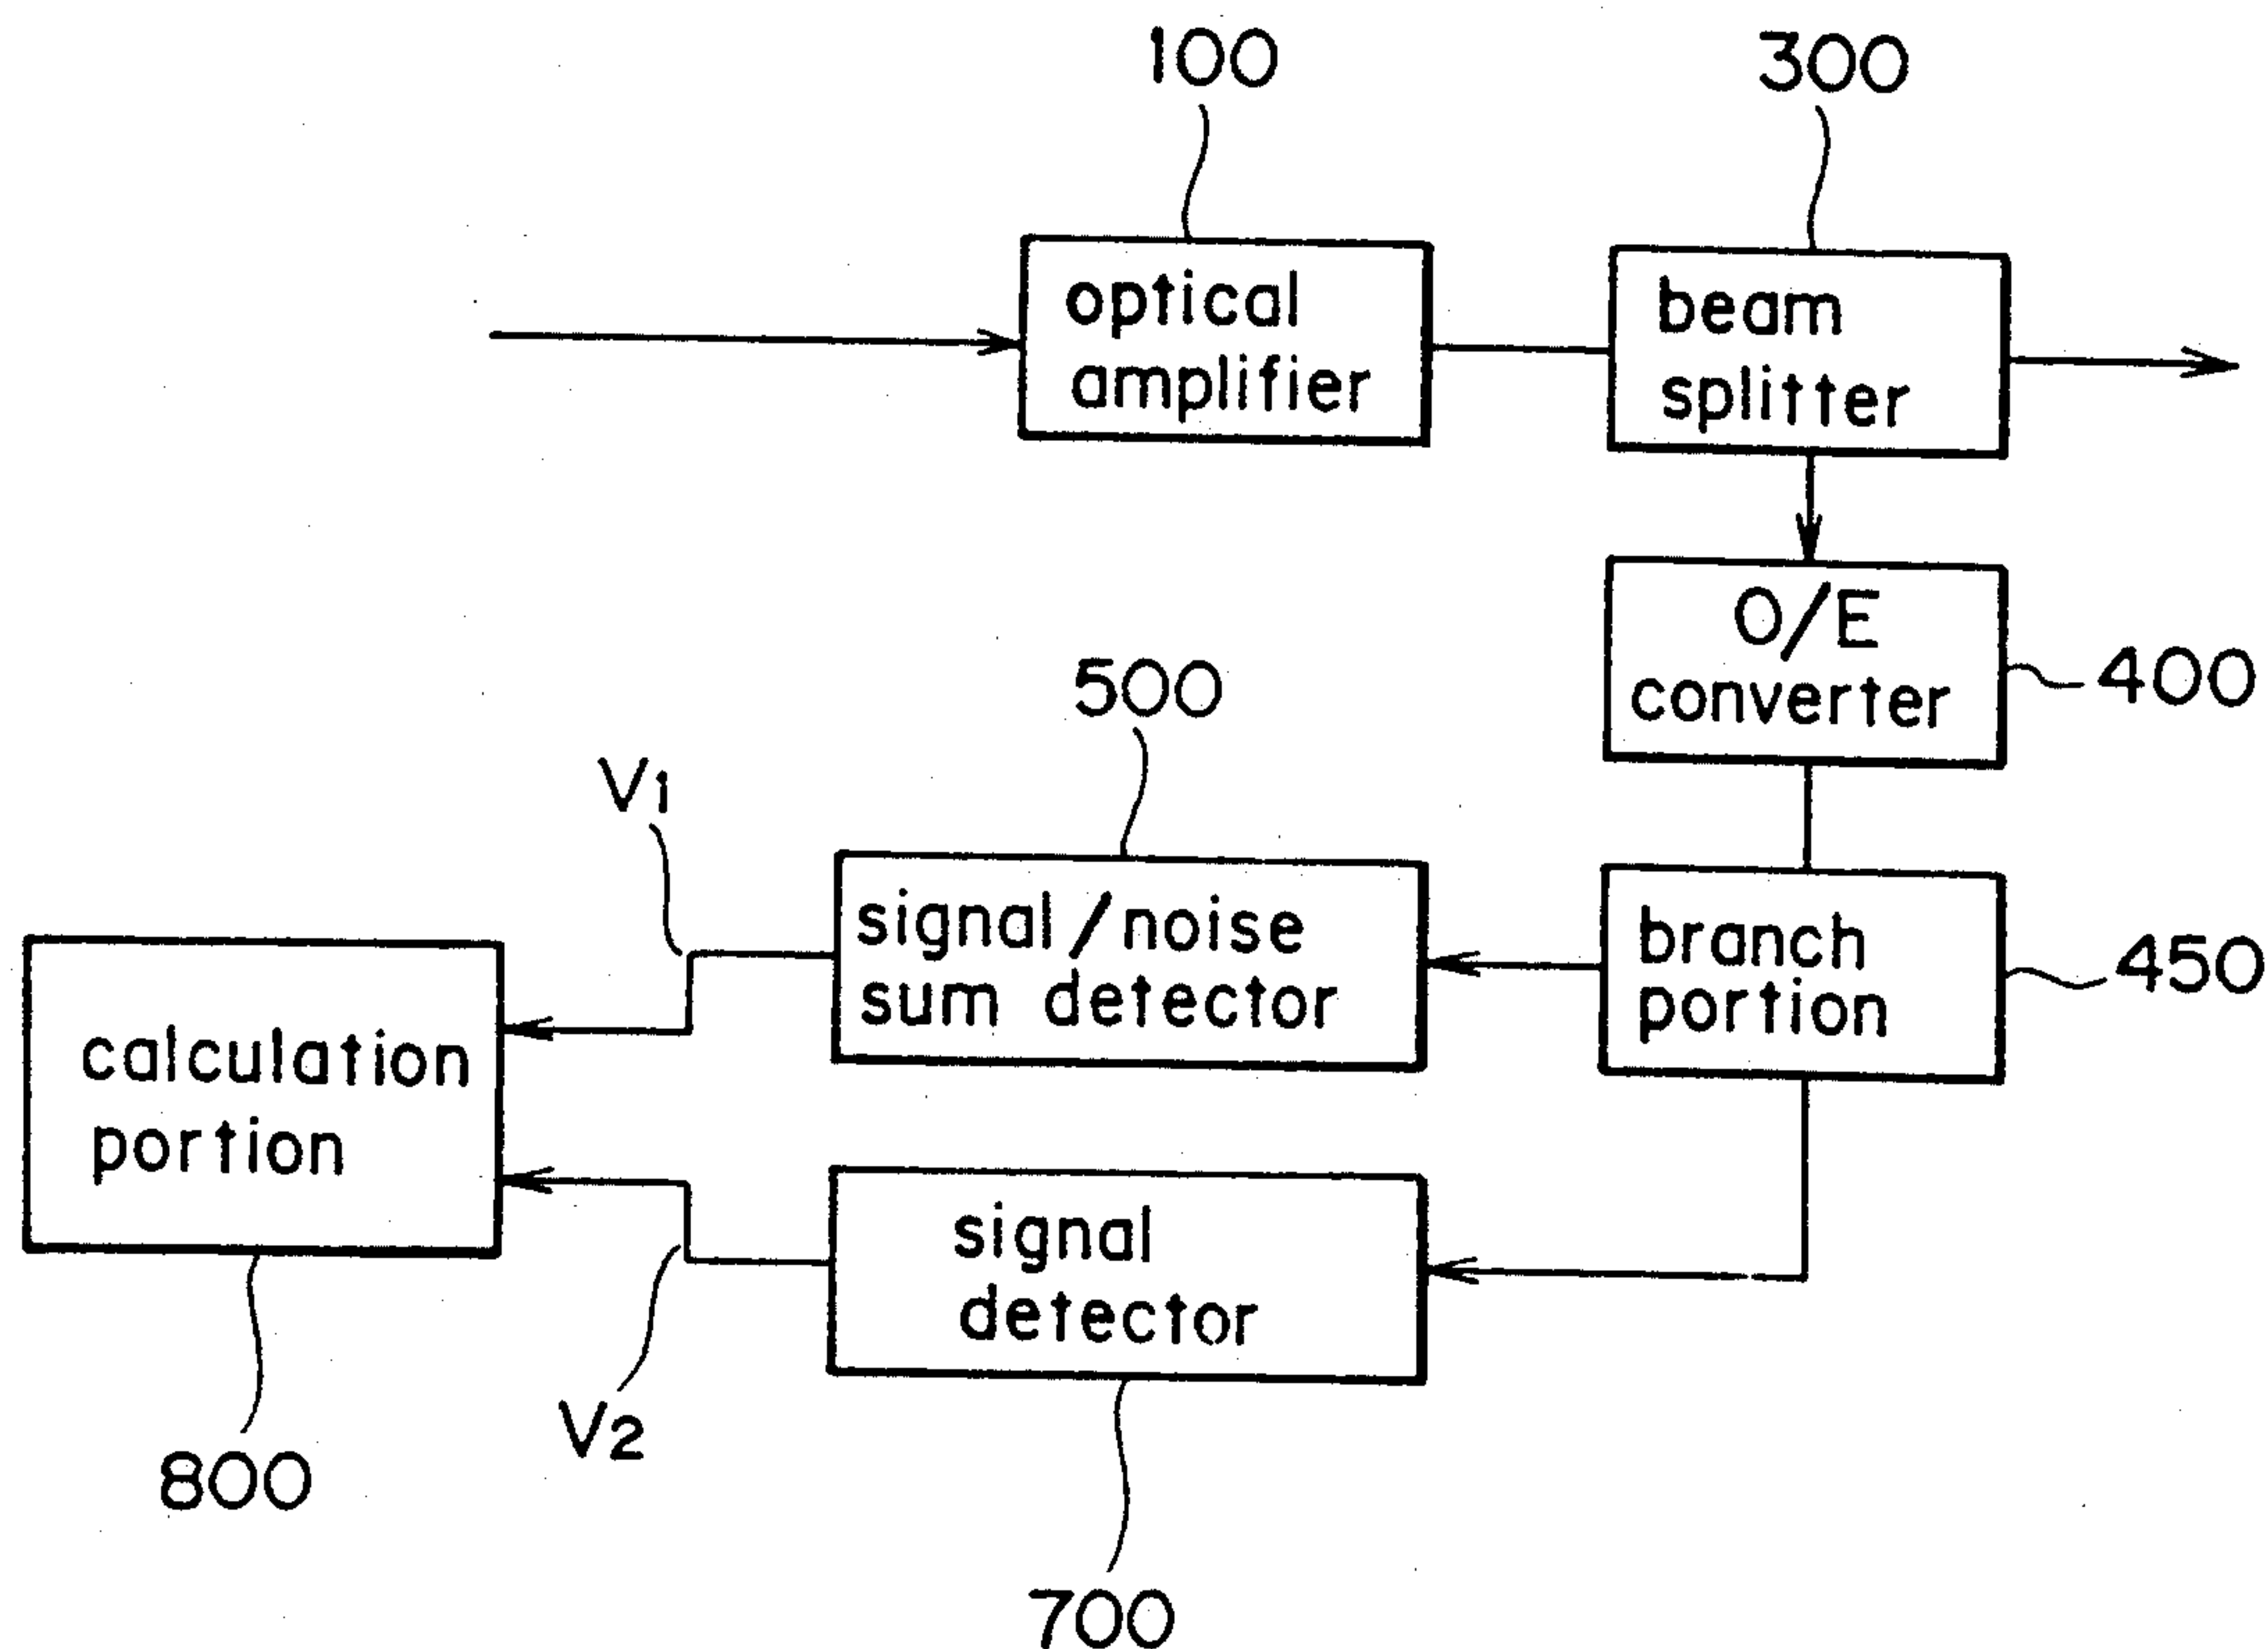 100
300
optical
amplifier
beam
splitter
O/E
converter
400
500
V1
signal/noise
sum detector
branch
portion
450
calculation
portion
signal
detector
V2
800
700